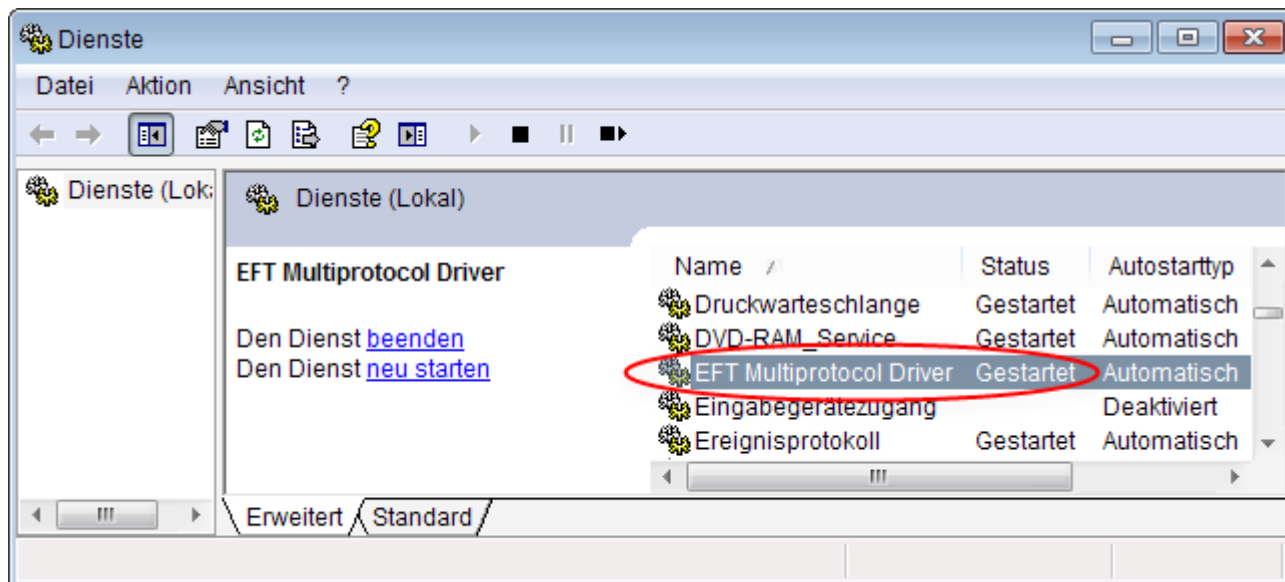 Dienste
Datei Aktion Ansicht ?
Dienste (Lok
Dienste (Lokal)
EFT Multiprotocol Driver
Den Dienst beenden
Den Dienst neu starten
Name Status Autostarttyp
Druckwarteschlange Gestartet Automatisch
DVD-RAM_Service Gestartet Automatisch
EFT Multiprotocol Driver Gestartet Automatisch
Eingabegerätezugang Deaktiviert
Ereignisprotokoll Gestartet Automatisch
Erweitert Standard